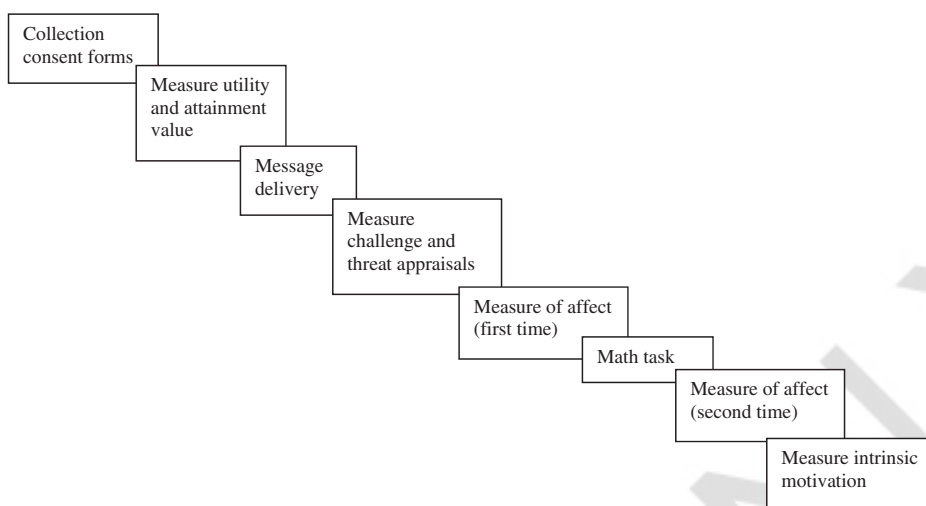 Collection
consent forms
Measure utility
and attainment
value
Message
delivery
Measure
challenge and
threat appraisals
Measure of affect
(first time)
Math task
Measure of affect
(second time)
Measure intrinsic
motivation